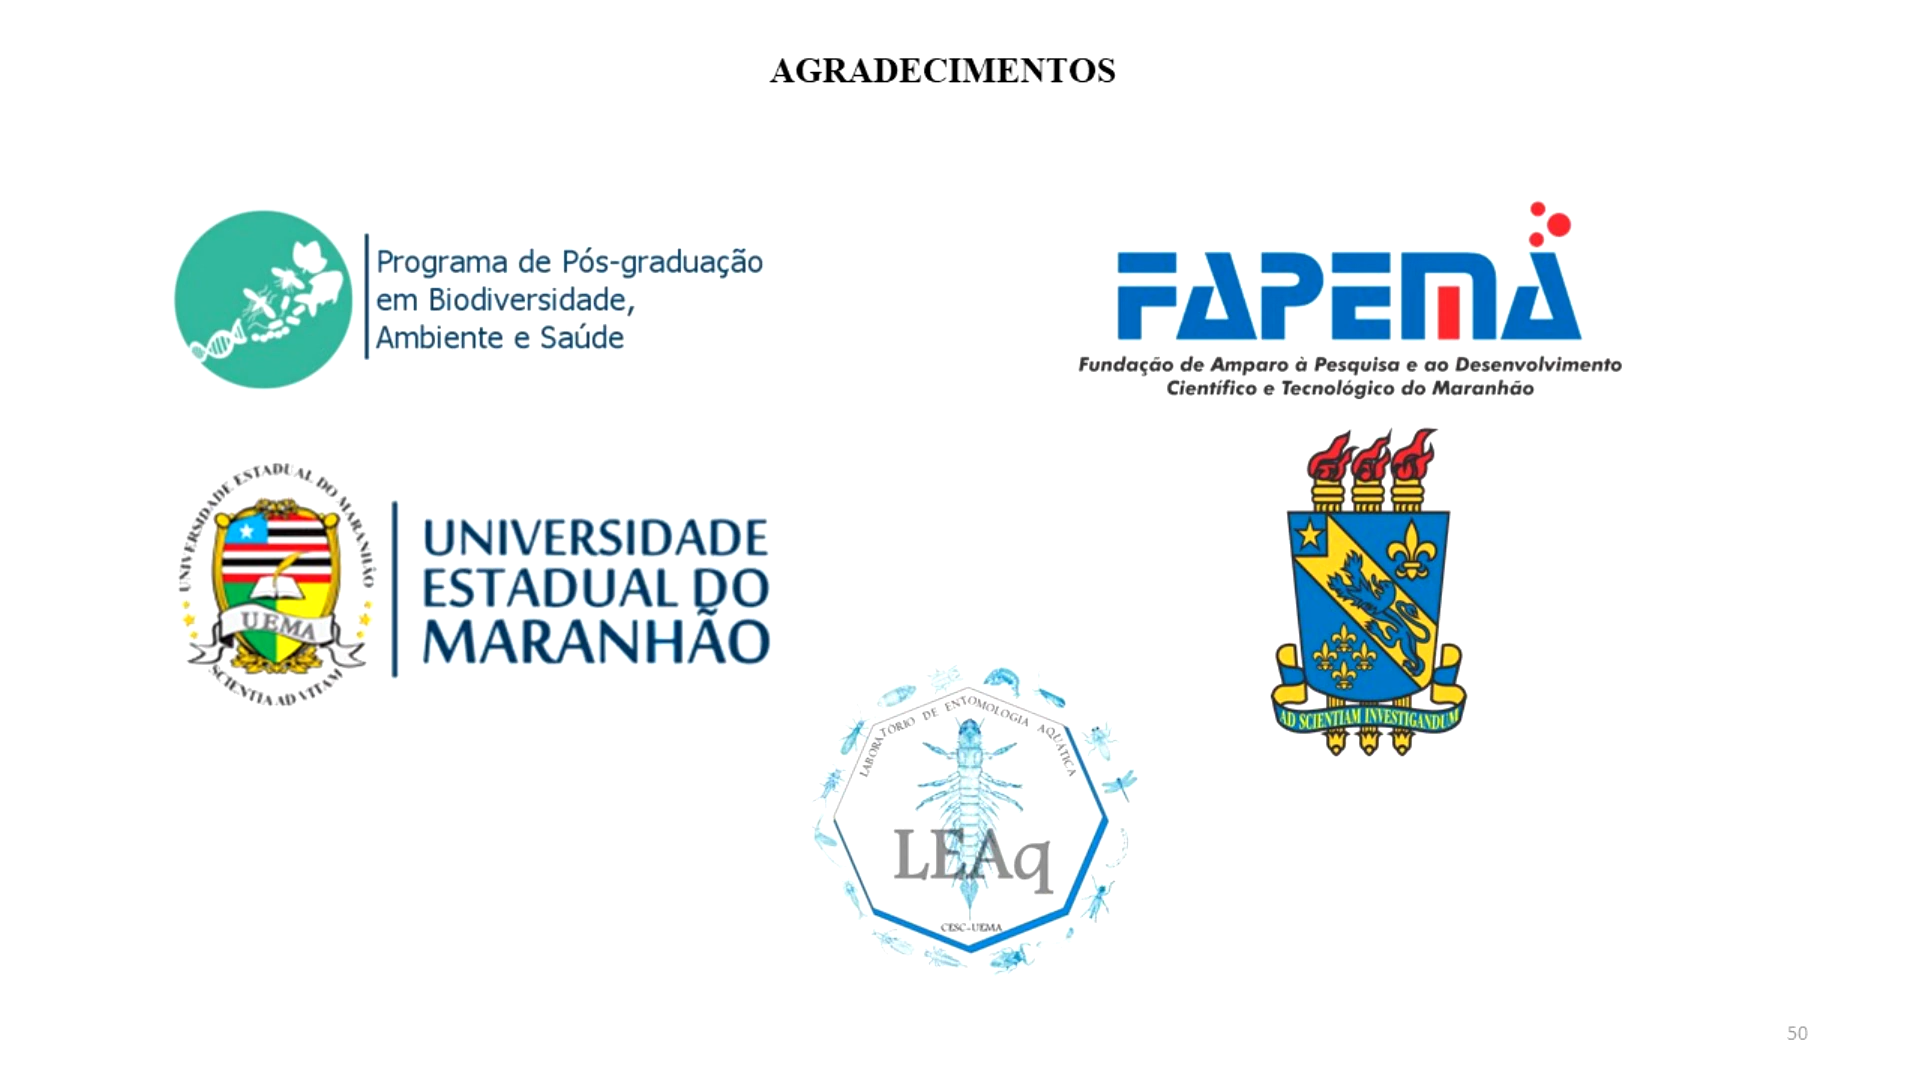 AGRADECIMENTOS
Programa de Pós-graduação
em Biodiversidade,
Ambiente e Saúde
FAPEMA
Fundação de Amparo à Pesquisa e ao Desenvolvimento
Científico e Tecnológico do Maranhão
UNIVERSIDADE ESTADUAL DO MARANHÃO
UEMA
SCIENTIA AD VITAM
UNIVERSIDADE
ESTADUAL DO
MARANHÃO
AD SCIENTIAM INVESTIGANDUM
LABORATÓRIO DE ENTOMOLOGIA AQUÁTICA
LEAq
CESC-UEMA
50